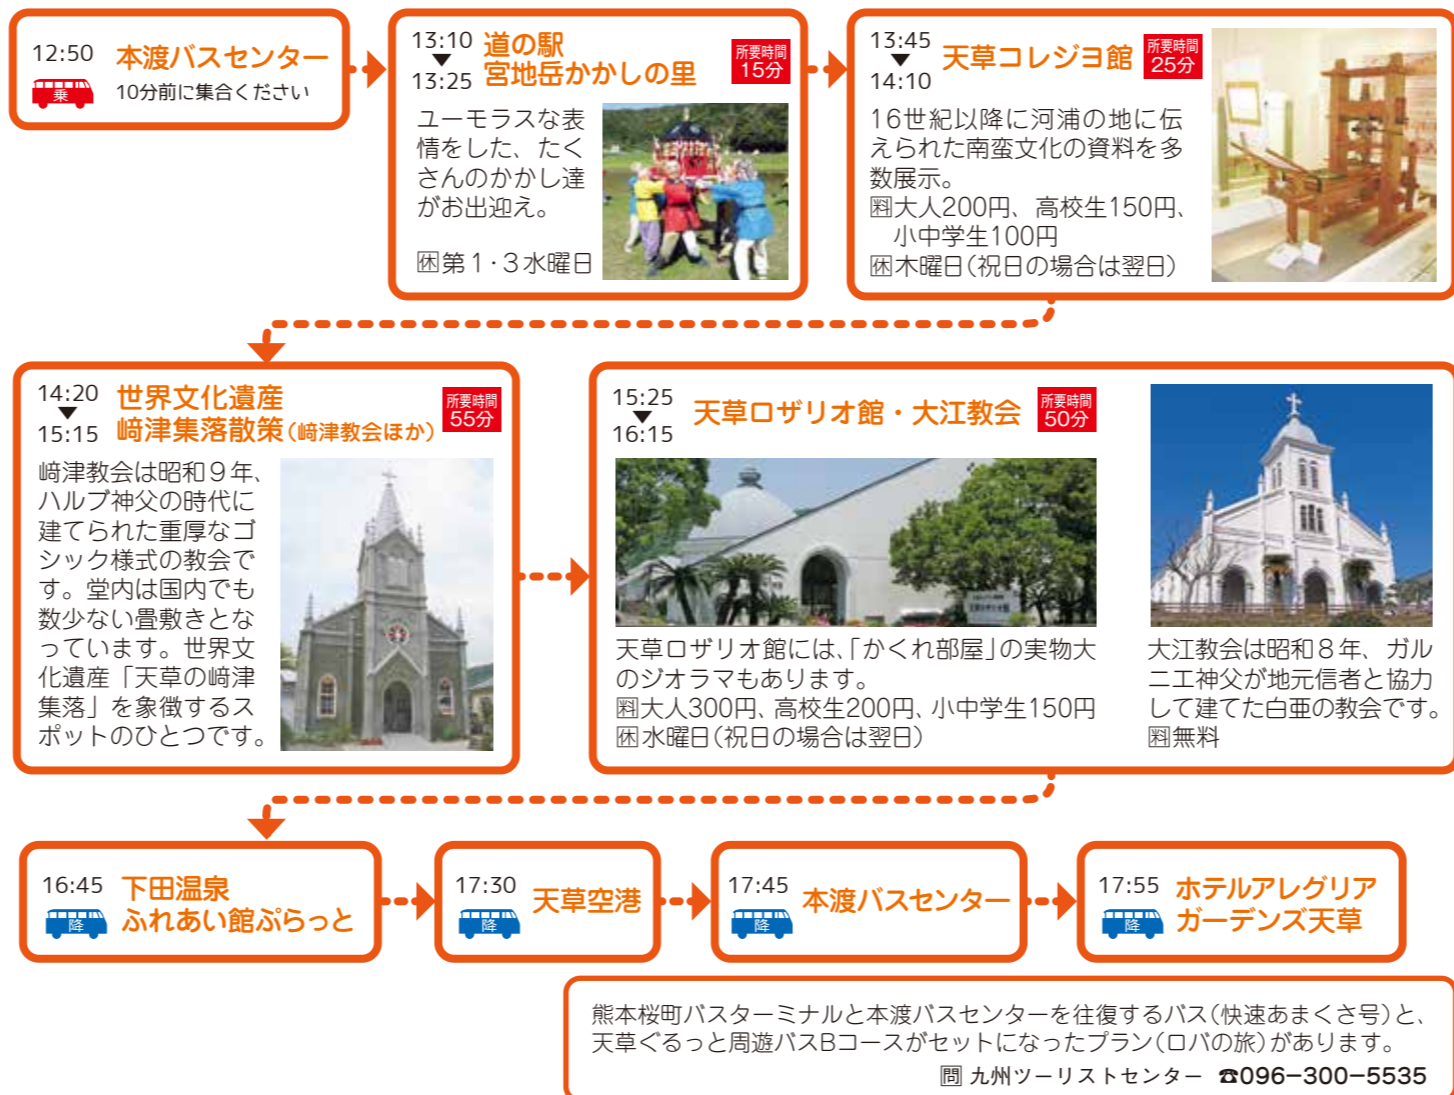 12:50 本渡バスセンター
乗 10分前に集合ください
13:10 道の駅
▼
13:25 宮地岳かかしの里
所要時間
15分
ユーモラスな表
情をした、たく
さんのかかし達
がお出迎え。
休第1・3水曜日
13:45
▼
14:10
天草コレジヨ館
所要時間
25分
16世紀以降に河浦の地に伝
えられた南蛮文化の資料を多
数展示。
料大人200円、高校生150円、
小中学生100円
休木曜日(祝日の場合は翌日)
14:20 世界文化遺産
▼
15:15 﨑津集落散策(﨑津教会ほか)
所要時間
55分
﨑津教会は昭和9年、
ハルブ神父の時代に
建てられた重厚なゴ
シック様式の教会で
す。堂内は国内でも
数少ない畳敷きとな
っています。世界文
化遺産「天草の﨑津
集落」を象徴するス
ポットのひとつです。
15:25
▼
16:15
天草ロザリオ館・大江教会
所要時間
50分
天草ロザリオ館には、「かくれ部屋」の実物大
のジオラマもあります。
料大人300円、高校生200円、小中学生150円
休水曜日(祝日の場合は翌日)
大江教会は昭和8年、ガル
ニエ神父が地元信者と協力
して建てた白亜の教会です。
料無料
16:45 下田温泉
降 ふれあい館ぷらっと
17:30 天草空港
降
17:45 本渡バスセンター
降
17:55 ホテルアレグリア
降 ガーデンズ天草
熊本桜町バスターミナルと本渡バスセンターを往復するバス(快速あまくさ号)と、
天草ぐるっと周遊バスBコースがセットになったプラン(ロバの旅)があります。
問 九州ツーリストセンター ☎096-300-5535